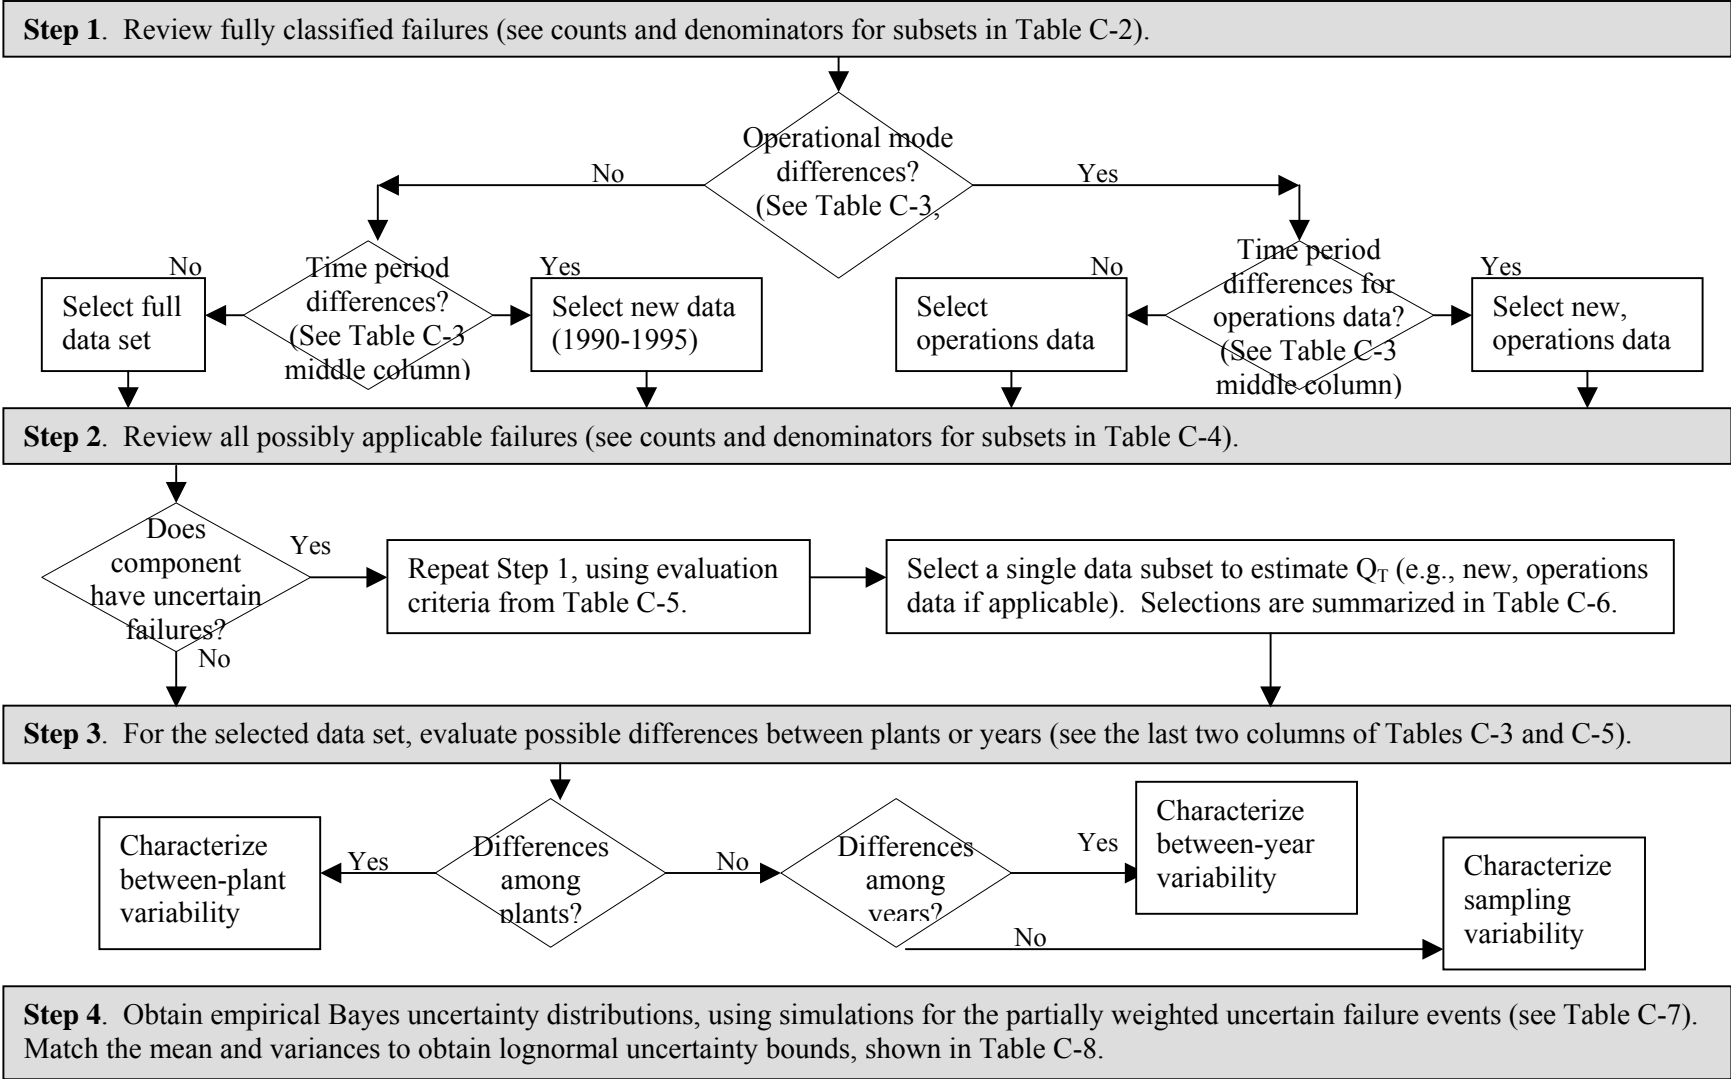 Step 1.  Review fully classified failures (see counts and denominators for subsets in Table C-2).
Operational mode
differences?
(See Table C-3,
No
Yes
Time period
differences?
(See Table C-3
middle column)
No
Yes
Select full
data set
Select new data
(1990-1995)
Time period
differences for
operations data?
(See Table C-3
middle column)
No
Yes
Select
operations data
Select new,
operations data
Step 2.  Review all possibly applicable failures (see counts and denominators for subsets in Table C-4).
Does
component
have uncertain
failures?
Yes
No
Repeat Step 1, using evaluation
criteria from Table C-5.
Select a single data subset to estimate QT (e.g., new, operations
data if applicable).  Selections are summarized in Table C-6.
Step 3.  For the selected data set, evaluate possible differences between plants or years (see the last two columns of Tables C-3 and C-5).
Characterize
between-plant
variability
Yes
Differences
among
plants?
No
Differences
among
years?
Yes
Characterize
between-year
variability
No
Characterize
sampling
variability
Step 4.  Obtain empirical Bayes uncertainty distributions, using simulations for the partially weighted uncertain failure events (see Table C-7).
Match the mean and variances to obtain lognormal uncertainty bounds, shown in Table C-8.